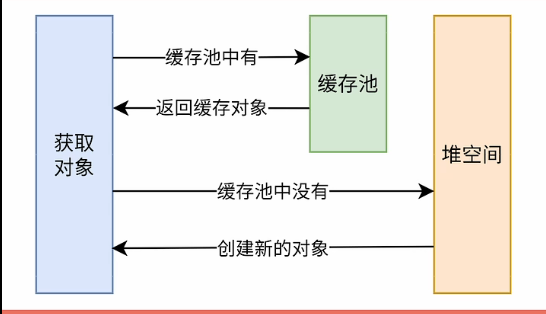 缓存池中有
缓存池
返回缓存对象
获取
对象
堆空间
缓存池中没有
创建新的对象